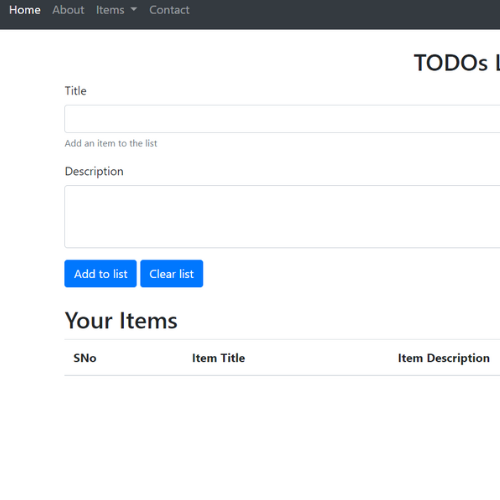 Home About Items Contact
TODOs L
Title
Add an item to the list
Description
Add to list Clear list
Your Items
SNo Item Title Item Description